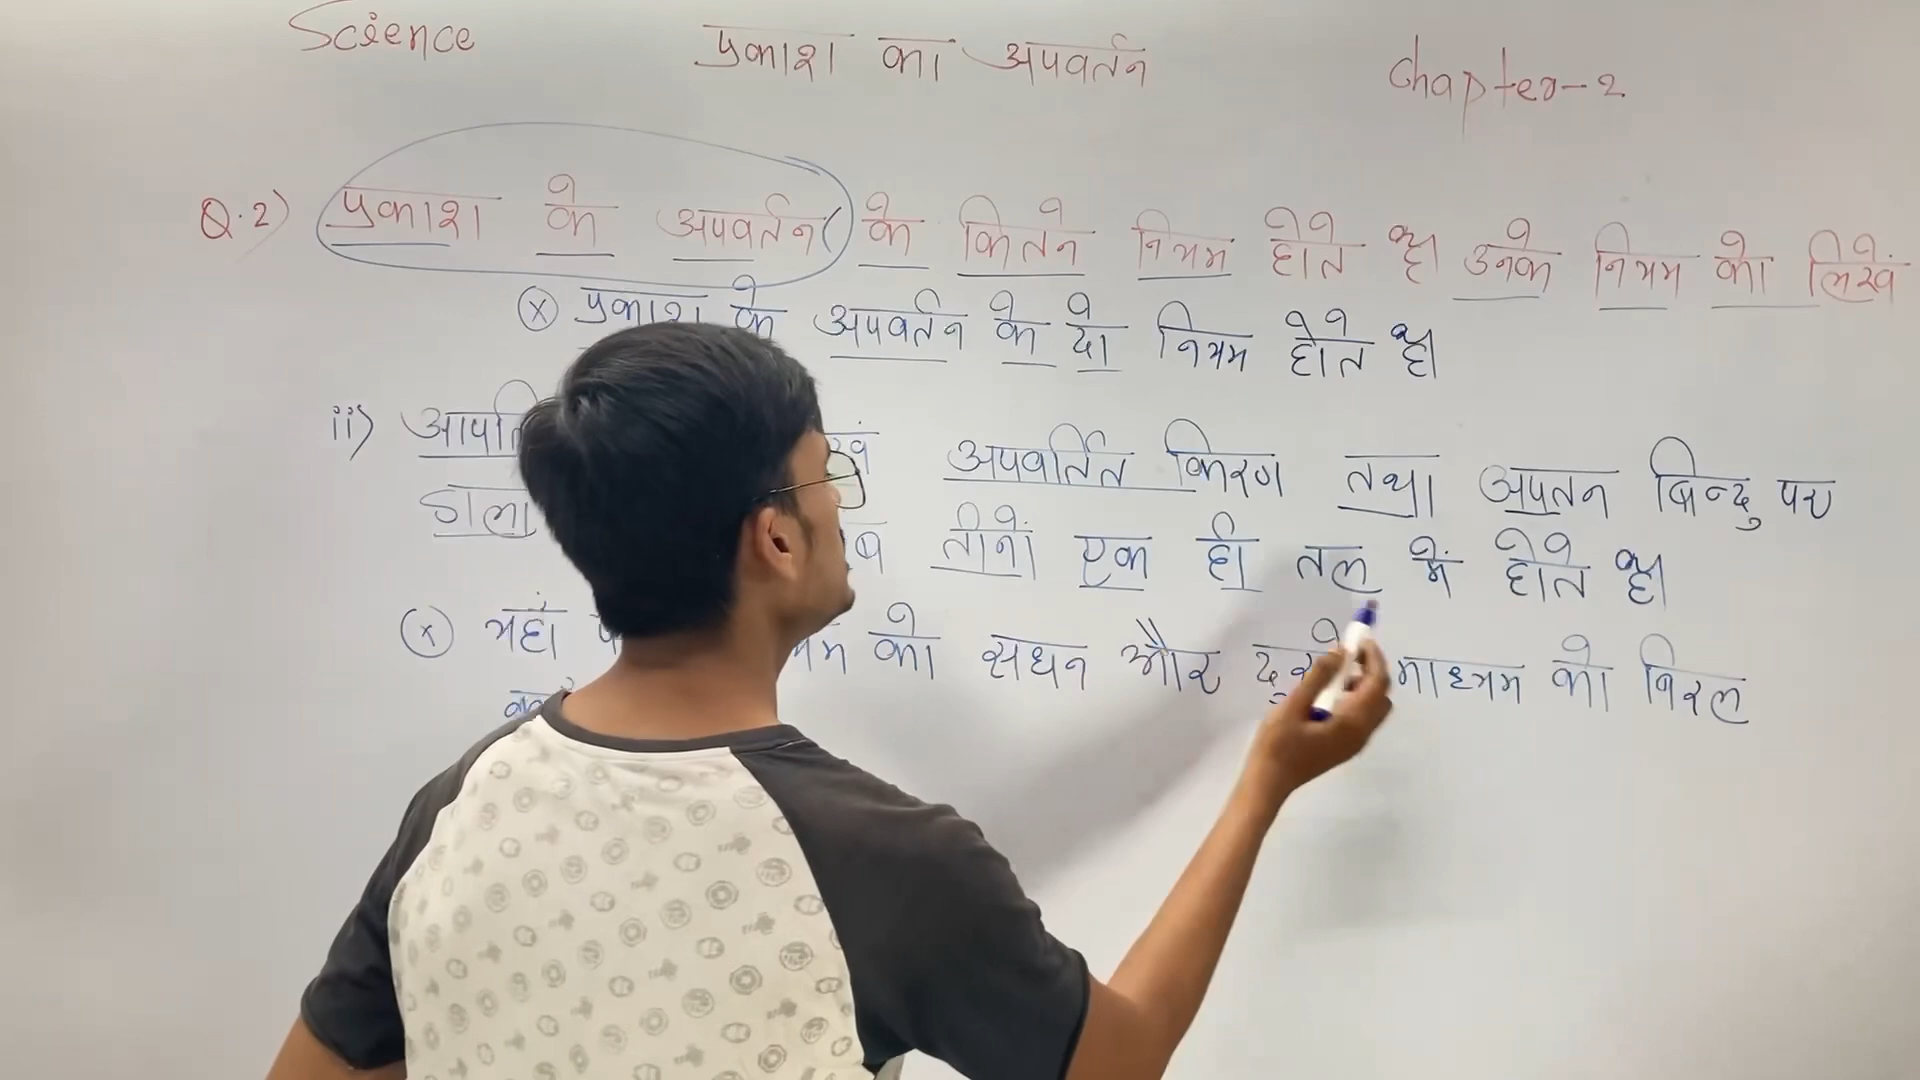 Science प्रकाश का अपवर्तन Chapter-2
Q.2) प्रकाश के अपवर्तन के कितने नियम होते है। उनके नियम को लिखें.
(x) प्रकाश के अपवर्तन के दो नियम होते है।
ii) अपवर्तित किरण तथा अपतन बिन्दु पर
डाला तीनों एक ही तल में होते है।
(x) यहां को सघन और माध्यम को विरल